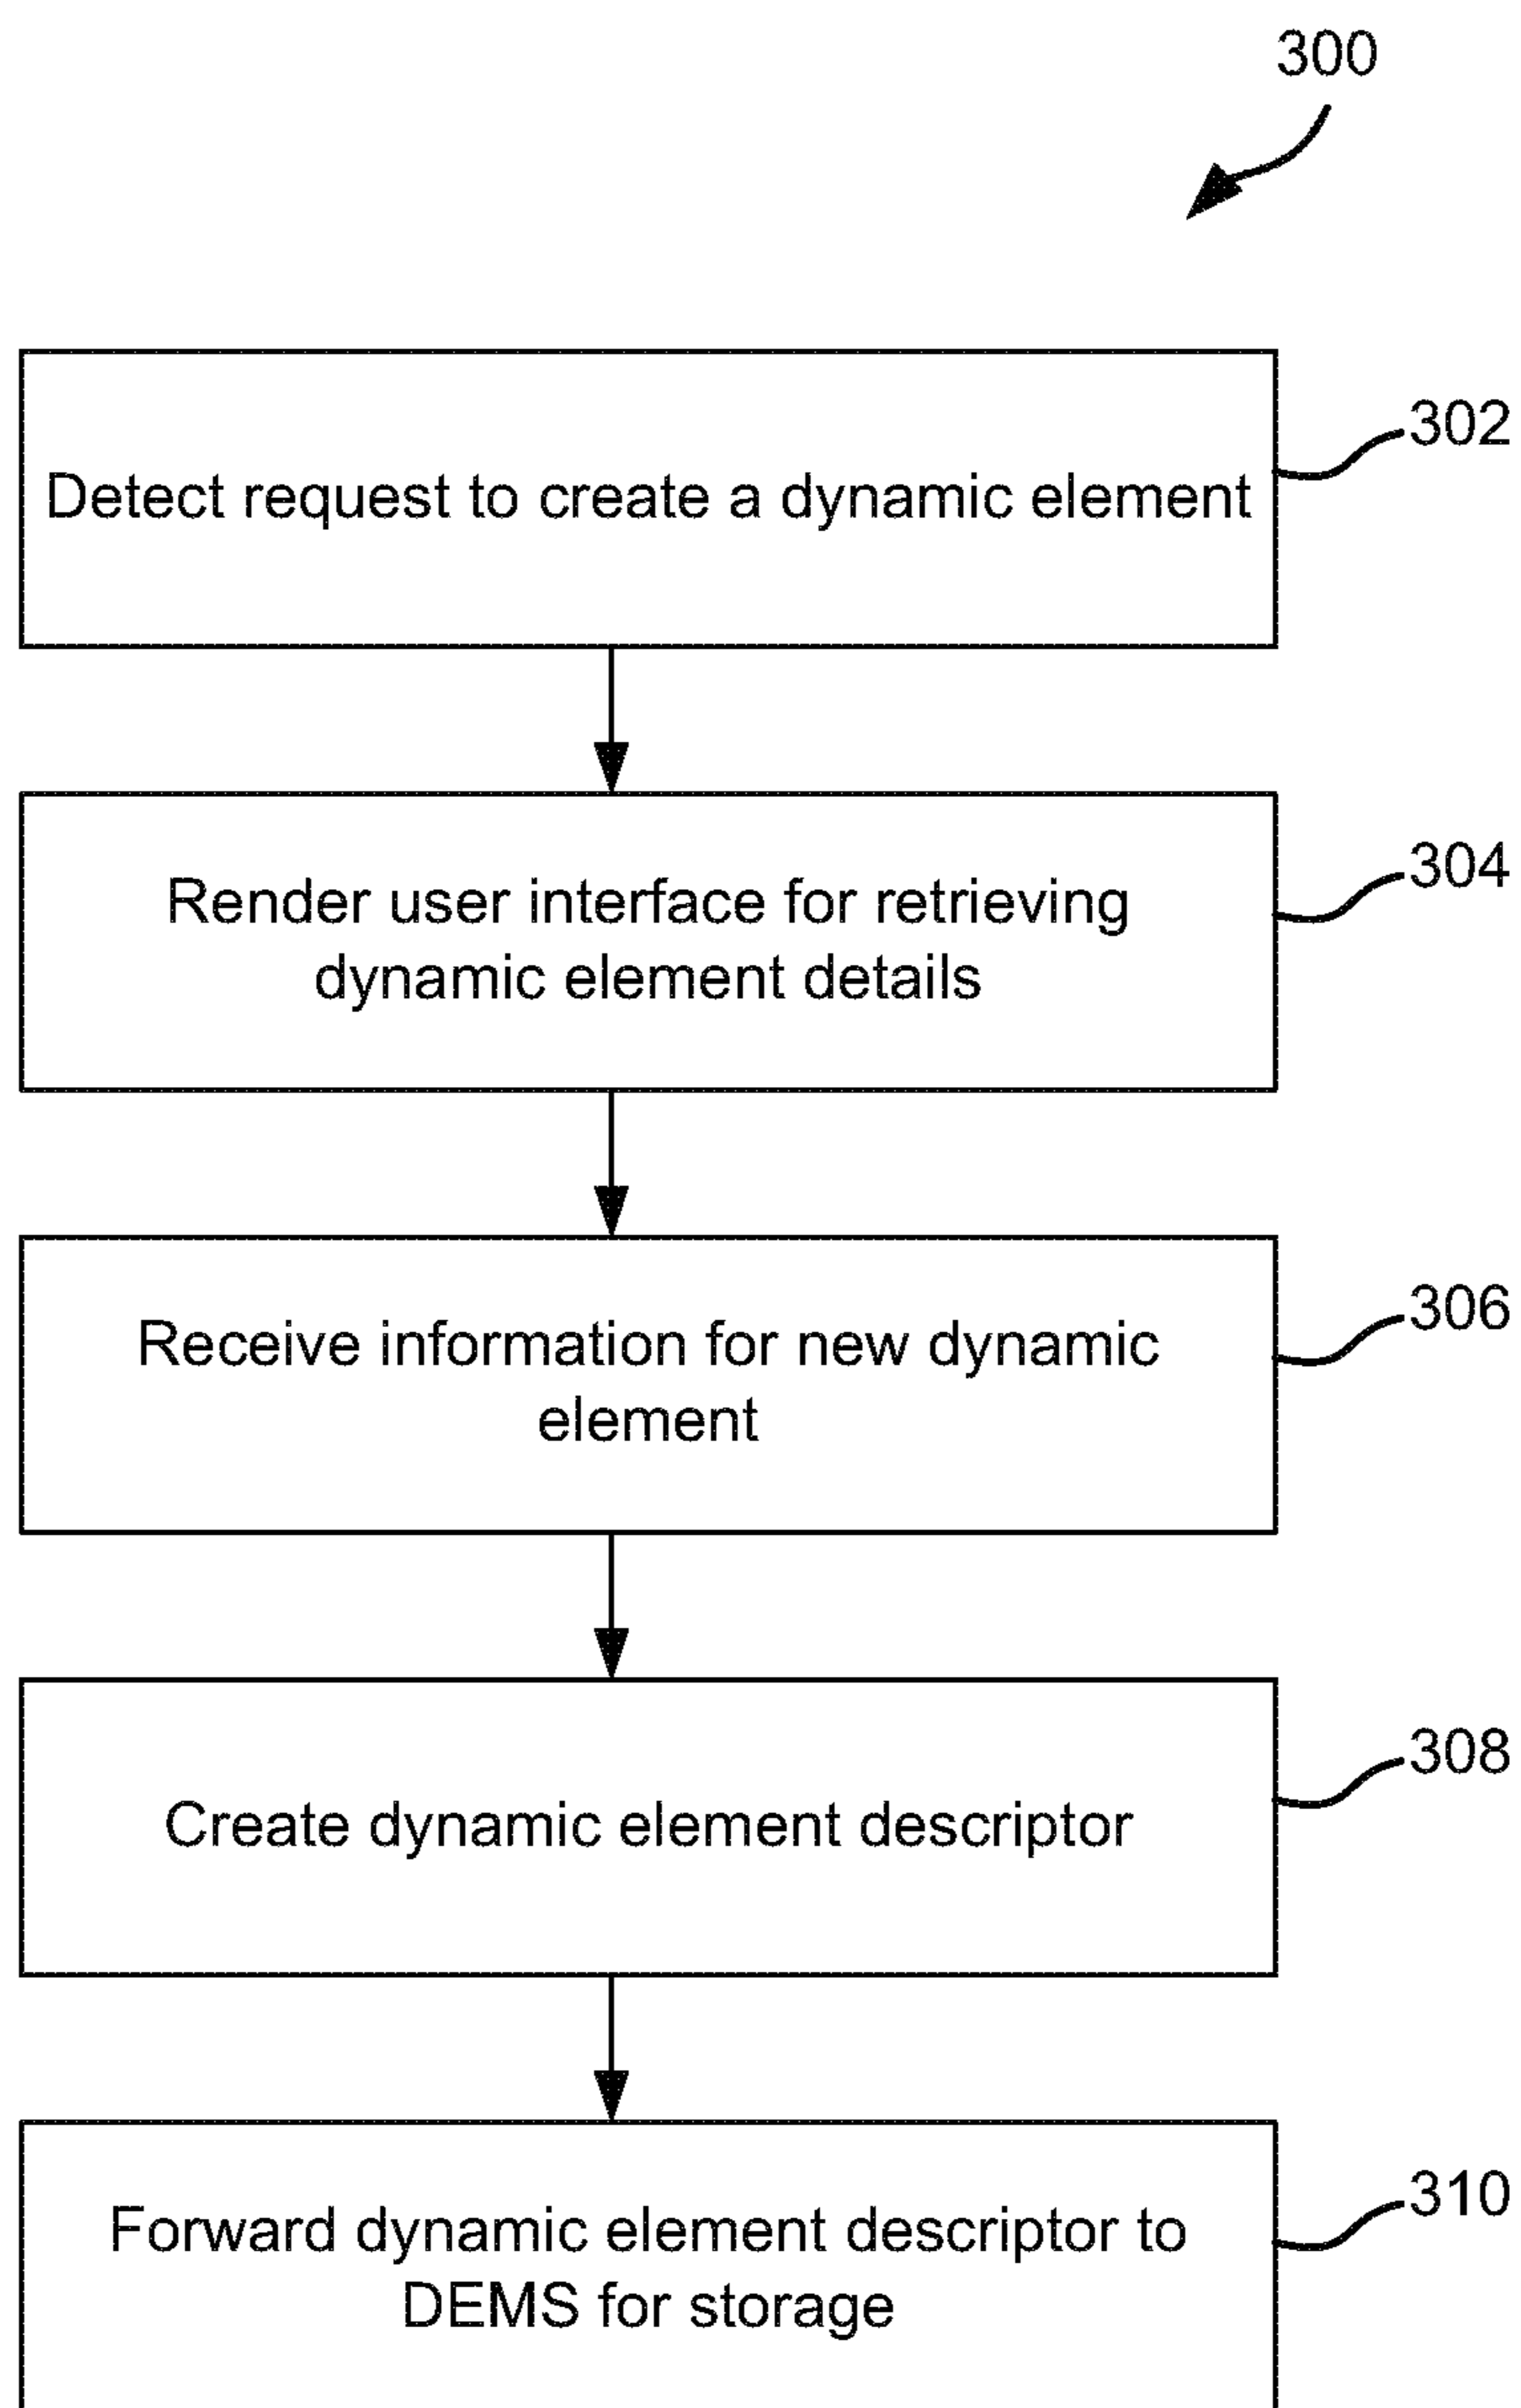 300
Detect request to create a dynamic element
302
Render user interface for retrieving
dynamic element details
304
Receive information for new dynamic
element
306
Create dynamic element descriptor
308
Forward dynamic element descriptor to
DEMS for storage
310